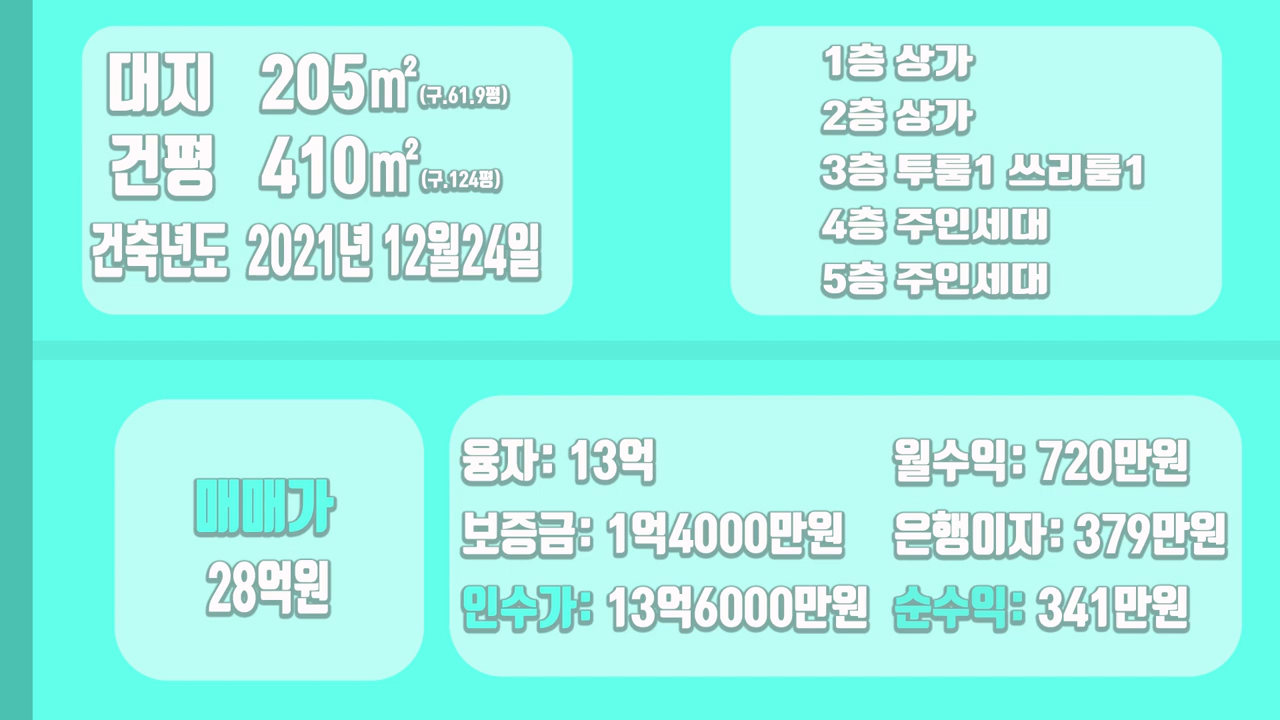 대지 205㎡(구.61.9평)
건평 410㎡(구.124평)
건축년도 2021년 12월24일
1층 상가
2층 상가
3층 투룸1 쓰리룸1
4층 주인세대
5층 주인세대
매매가
28억원
융자: 13억
보증금: 1억4000만원
인수가: 13억6000만원
월수익: 720만원
은행이자: 379만원
순수익: 341만원